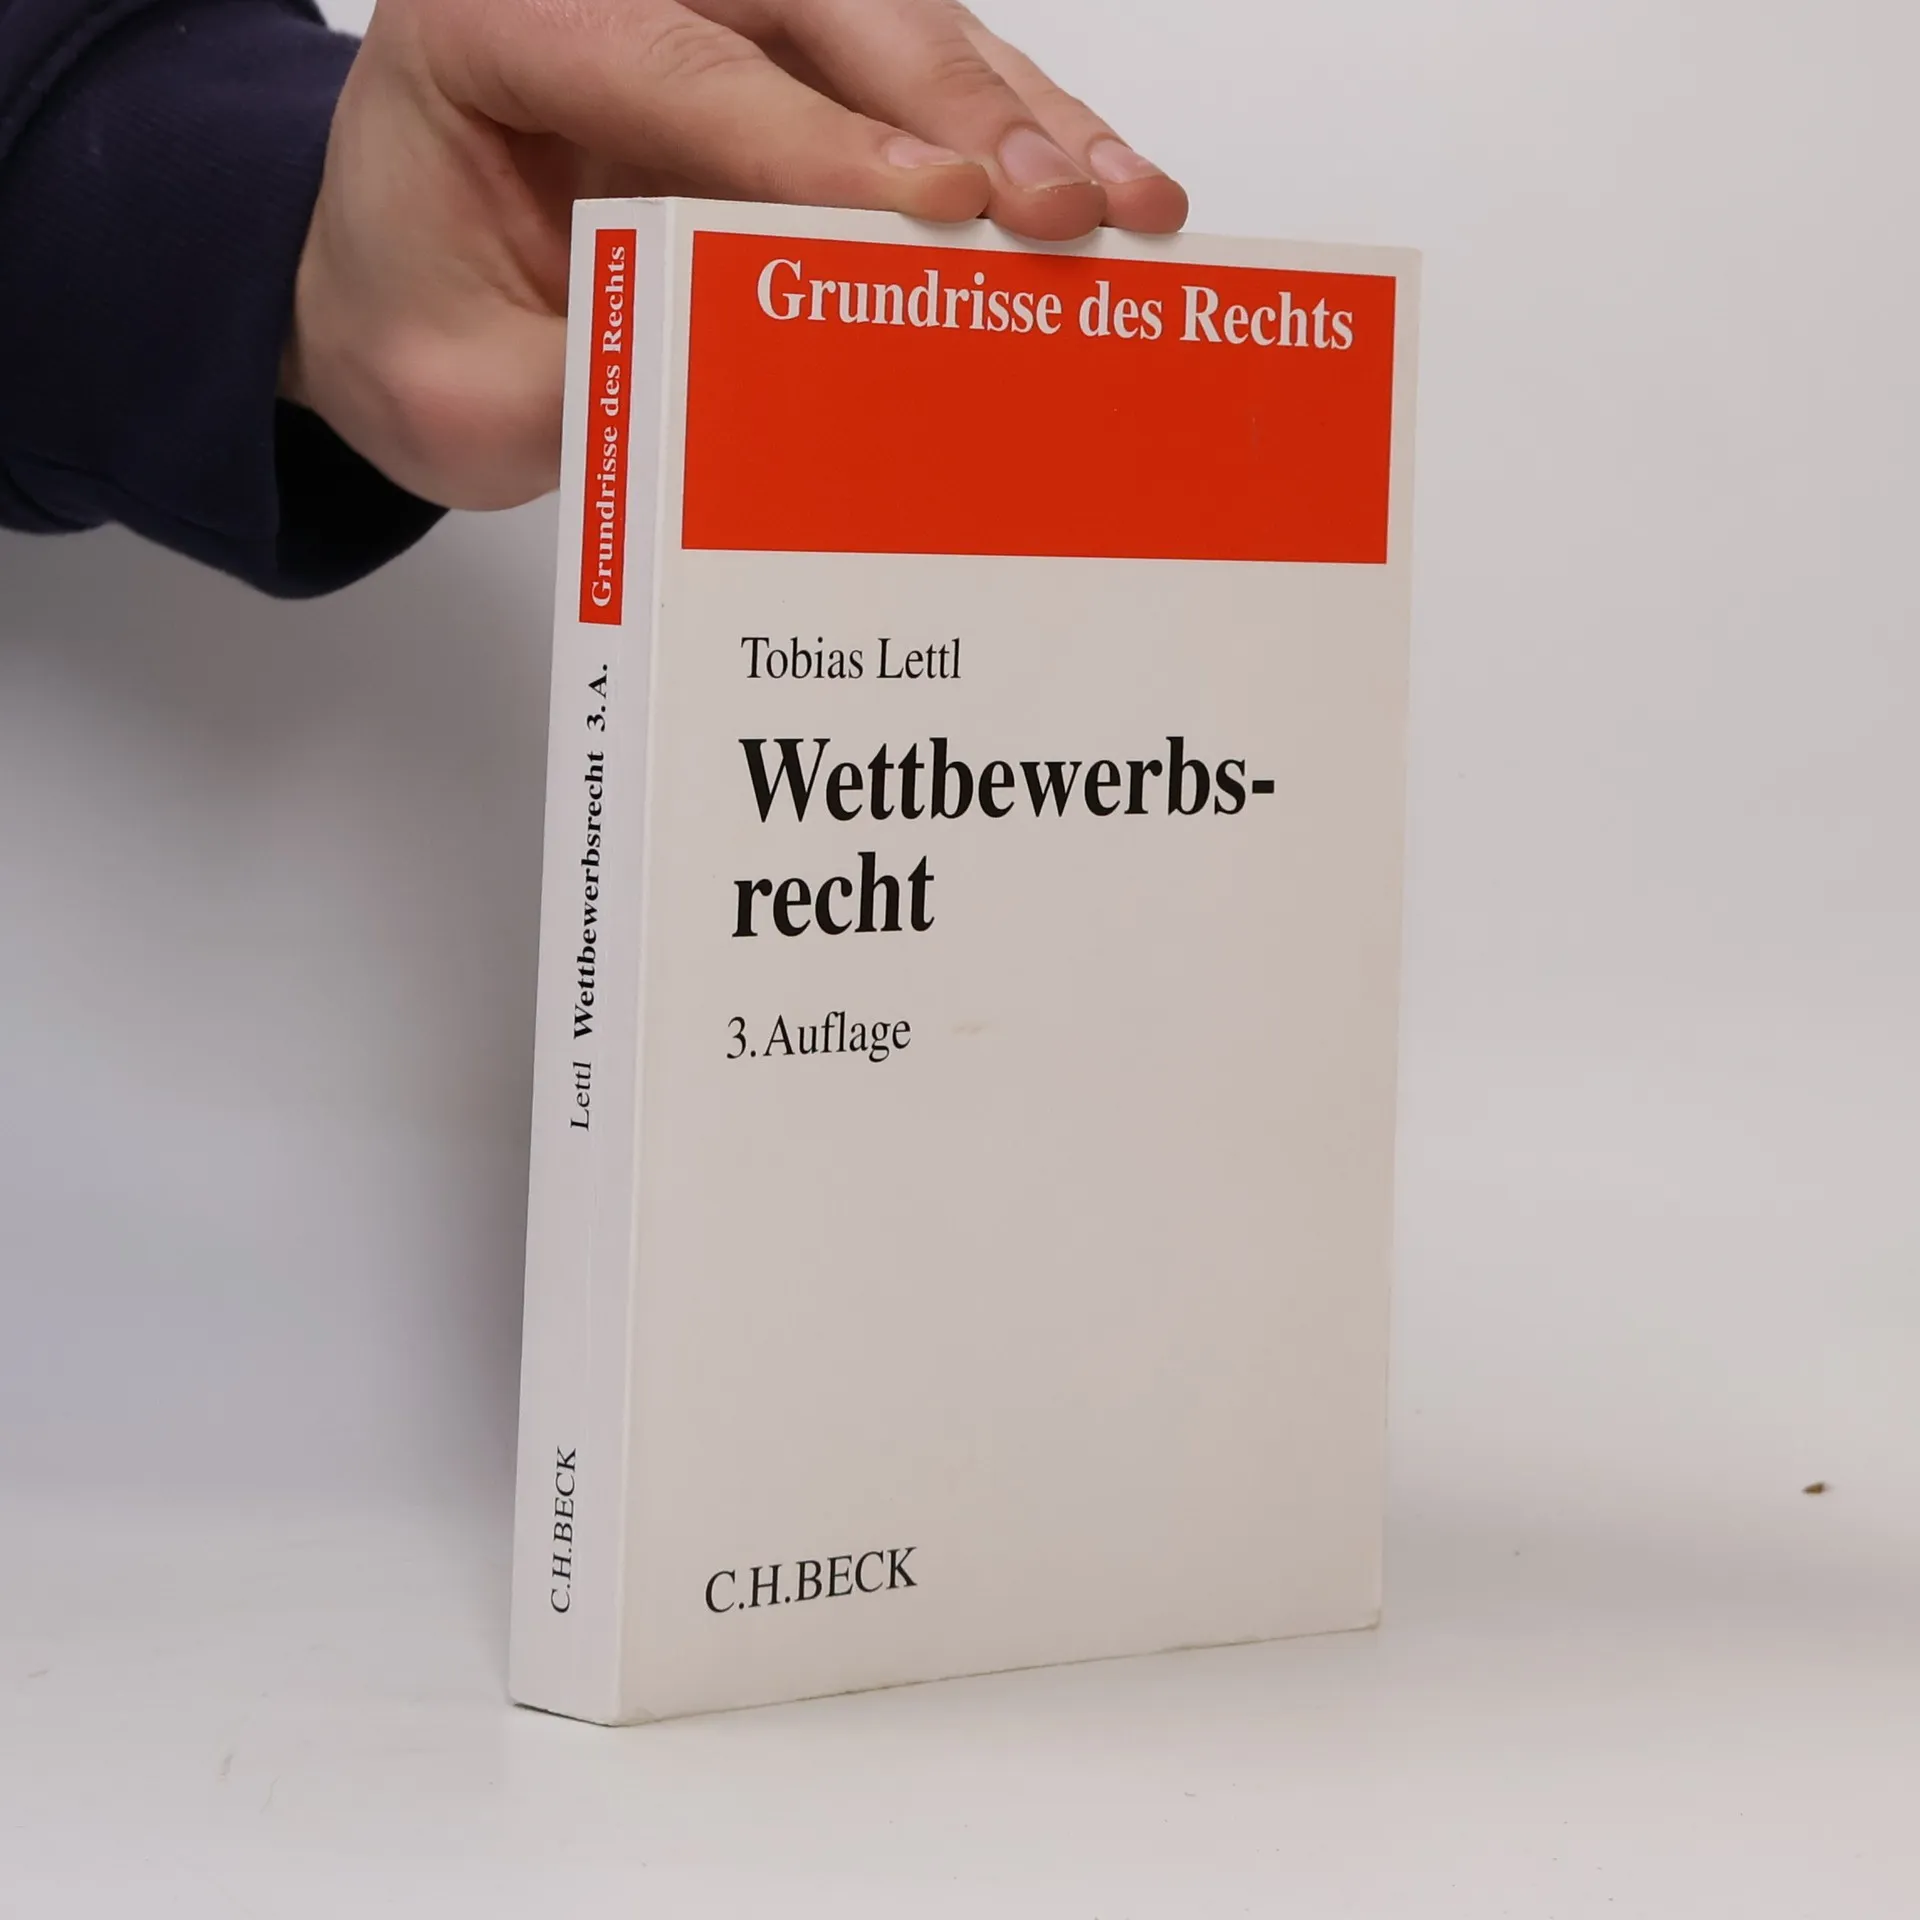 Grundrisse des Rechts
Tobias Lettl
Wettbewerbs-
recht
3. Auflage
C.H.BECK
Lettl Wettbewerbsrecht 3. A. Grundrisse des Rechts
C.H.BECK